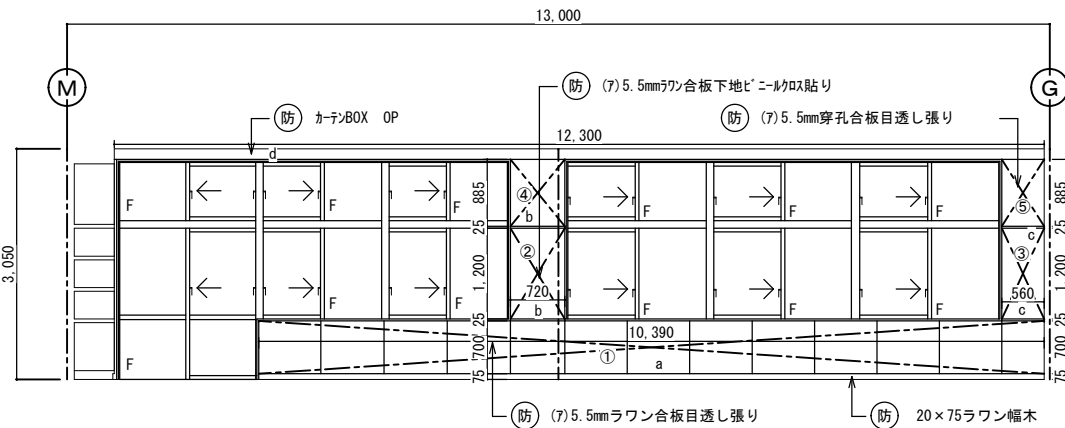 13,000
M
G
防 (ｱ)5.5mmﾗﾜﾝ合板下地ﾋﾞﾆｰﾙｸﾛｽ貼り
防 ｶｰﾃﾝBOX OP
防 (ｱ)5.5mm穿孔合板目透し張り
12,300
d
3,050
F
F
F
④
b
885
F
F
F
⑤
c
885
25
25
②
③
1,200
1,200
720
560
F
F
b
F
F
F
c
25
25
10,390
①
a
700
700
F
75
75
防 (ｱ)5.5mmラワン合板目透し張り
防 20×75ラワン幅木